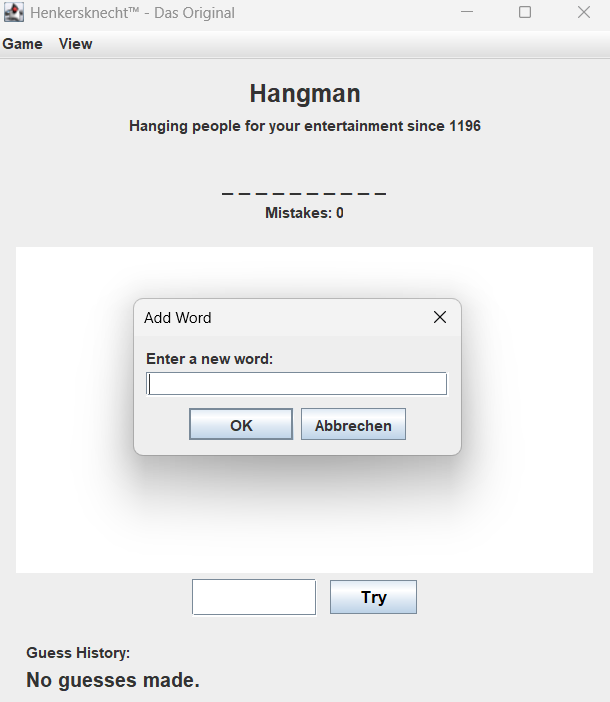 Henkersknecht™ - Das Original
Game View
Hangman
Hanging people for your entertainment since 1196
_ _ _ _ _ _ _ _ _ _
Mistakes: 0
Add Word
Enter a new word:
OK Abbrechen
Try
Guess History:
No guesses made.